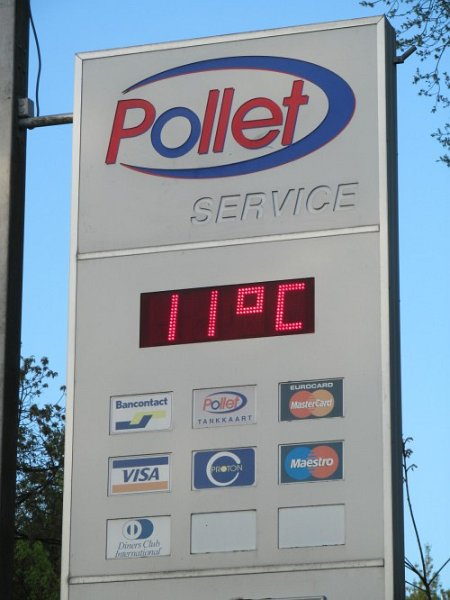 Pollet
SERVICE
11°C
Bancontact
Pollet
TANKKAART
EUROCARD
MasterCard
VISA
PROTON
Maestro
Diners Club
International